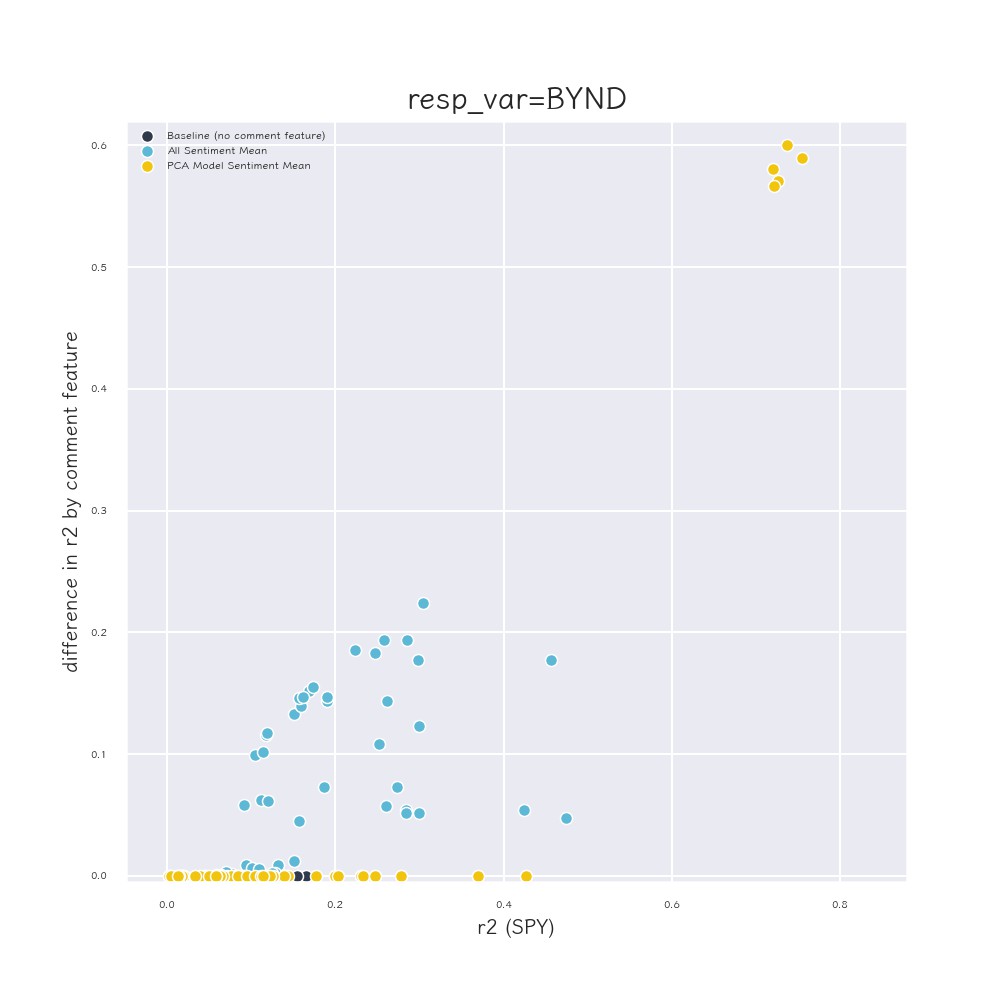 resp_var=BYND
Baseline (no comment feature)
All Sentiment Mean
PCA Model Sentiment Mean
0.6
0.5
0.4
0.3
0.2
0.1
0.0
difference in r2 by comment feature
0.0 0.2 0.4 0.6 0.8
r2 (SPY)